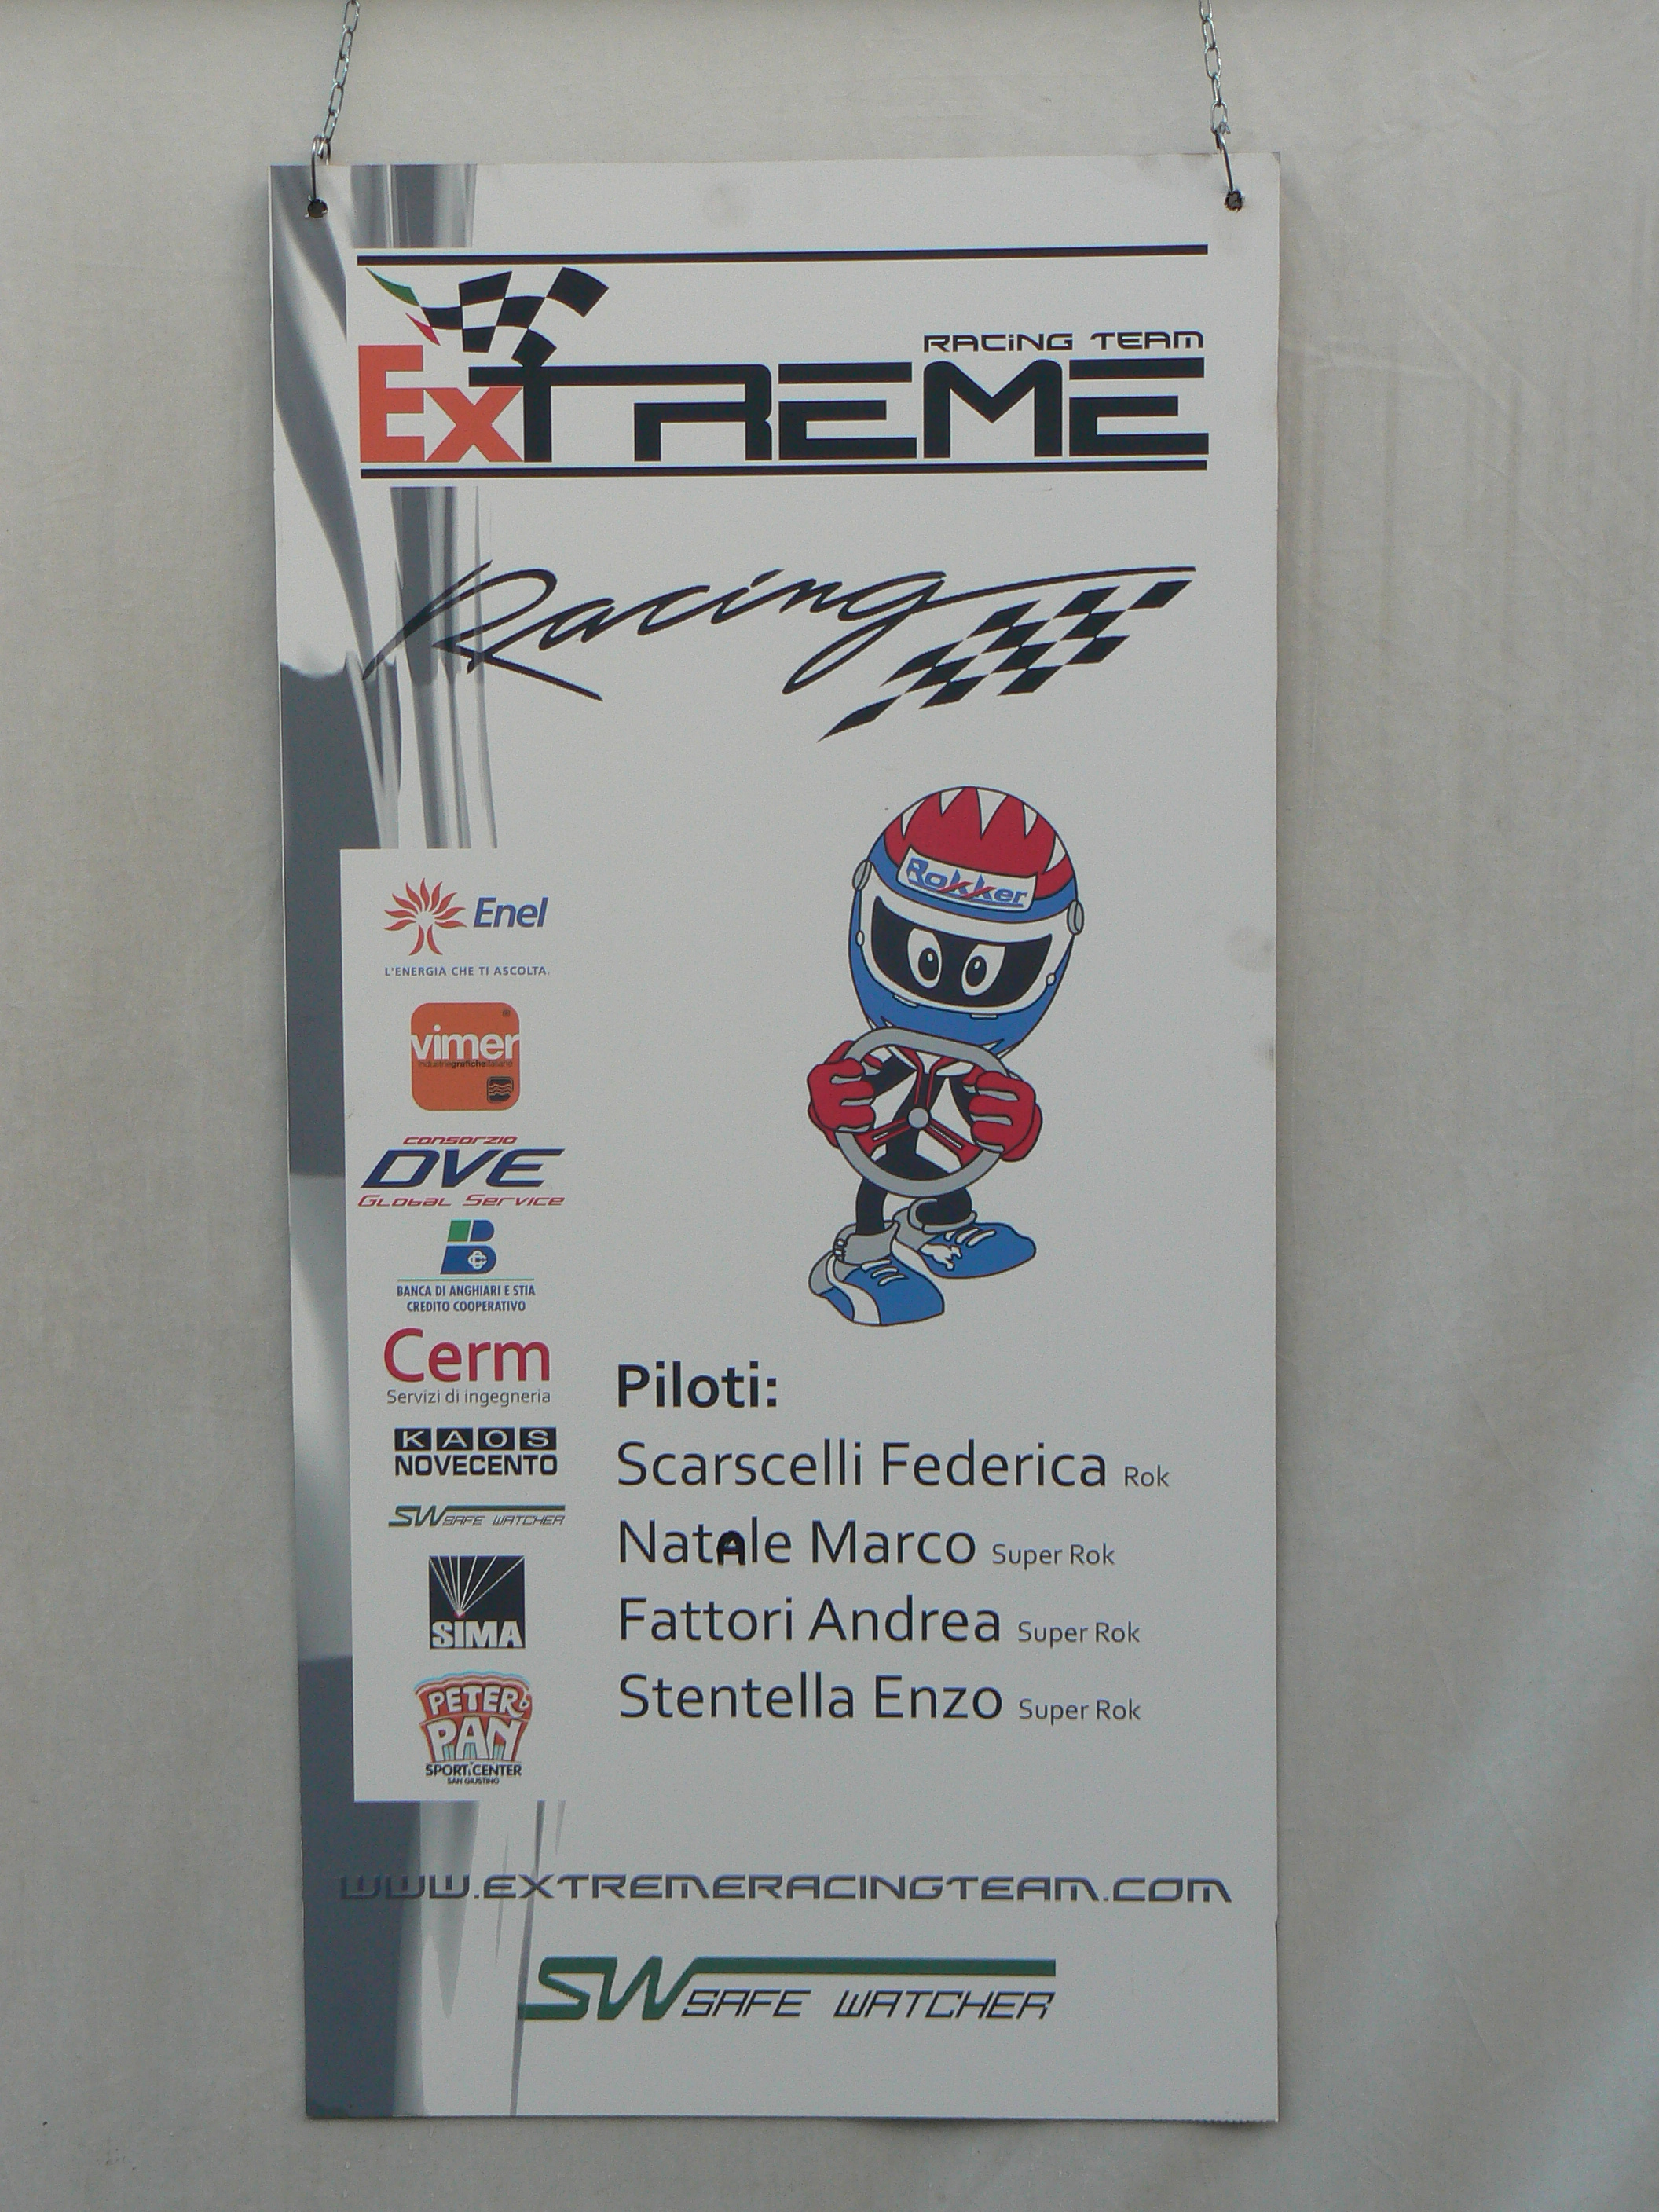 RACING TEAM
ExTREME
Racing
Rokker
Enel
L'ENERGIA CHE TI ASCOLTA.
vimer
industriegraficheitaliane
CONSORZIO
DVE
GLOBAL SERVICE
BANCA DI ANGHIARI E STIA
CREDITO COOPERATIVO
Cerm
Servizi di ingegneria
KAOS
NOVECENTO
SW SAFE WATCHER
SIMA
PETER
PAN
SPORT CENTER
SAN GIUSTINO
Piloti:
Scarscelli Federica Rok
NatAle Marco Super Rok
Fattori Andrea Super Rok
Stentella Enzo Super Rok
WWW.EXTREMERACINGTEAM.COM
SW SAFE WATCHER